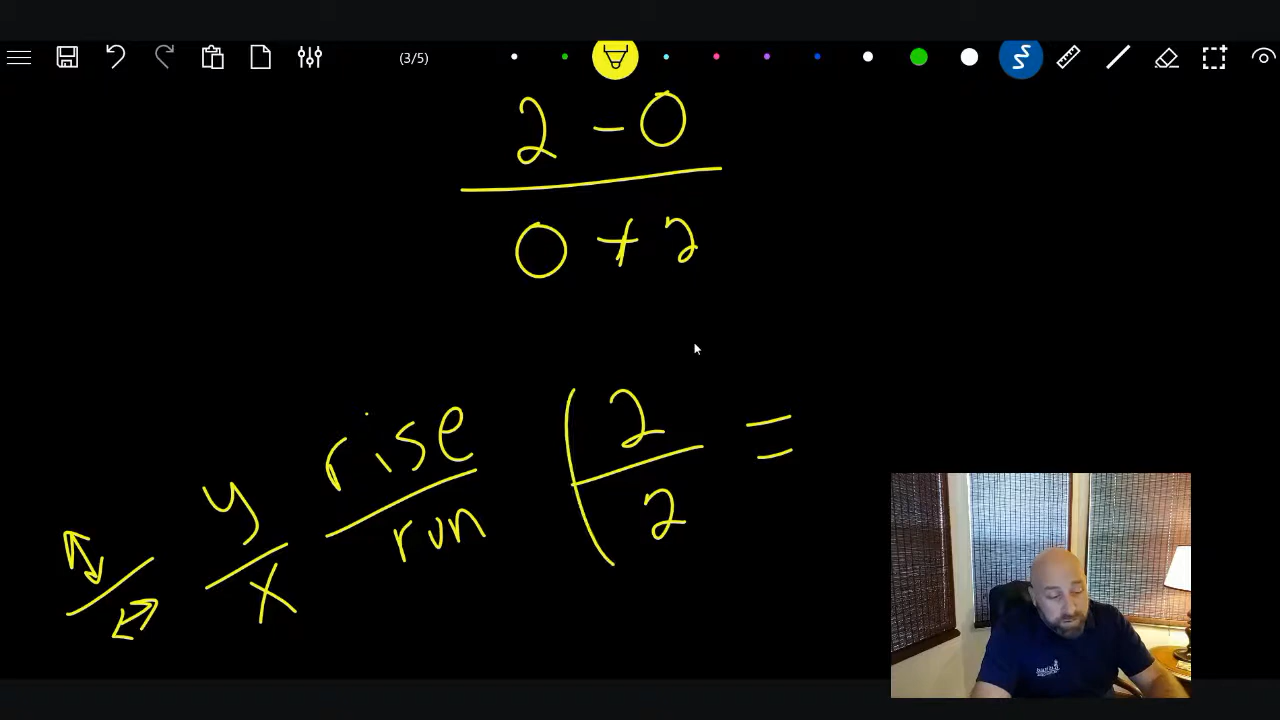 (3/5)
2 - 0
0 + 2
y rise ( 2 =
x run 2